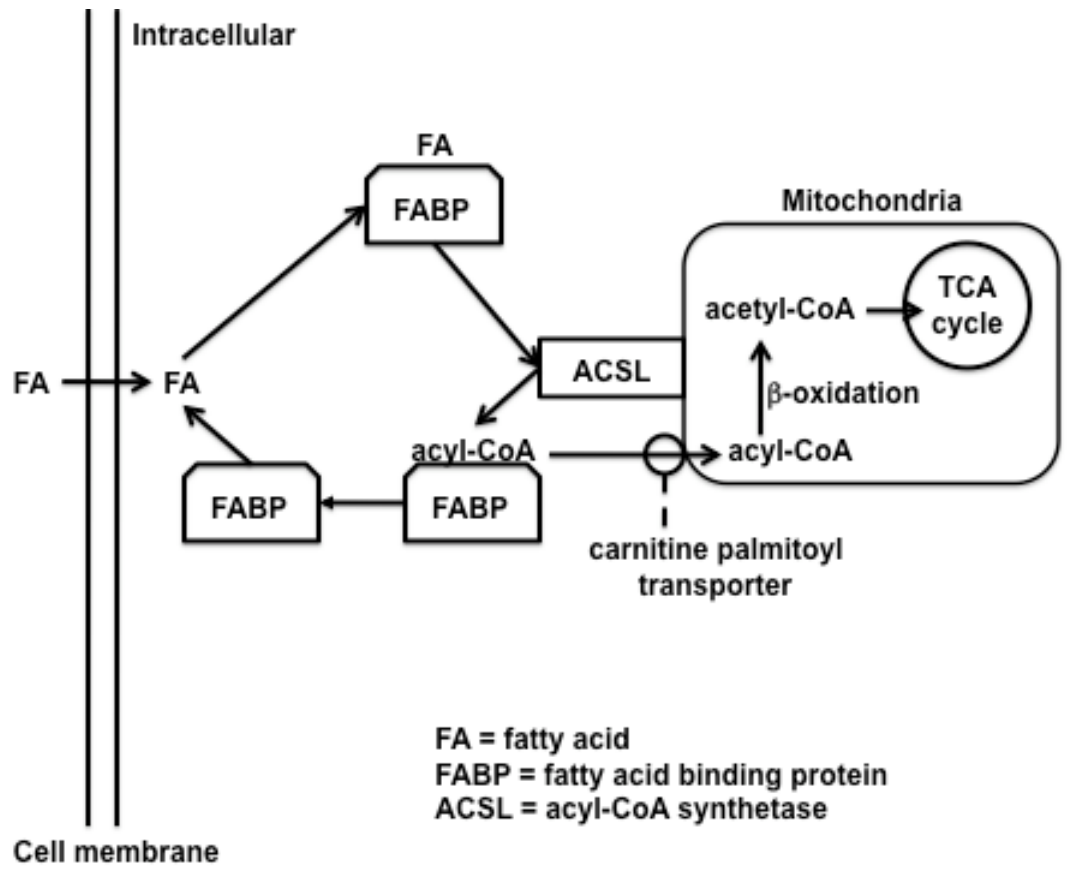 Intracellular
FA
FABP
Mitochondria
acetyl-CoA
TCA
cycle
FA
FA
ACSL
β-oxidation
acyl-CoA
acyl-CoA
FABP
FABP
carnitine palmitoyl
transporter
FA = fatty acid
FABP = fatty acid binding protein
ACSL = acyl-CoA synthetase
Cell membrane